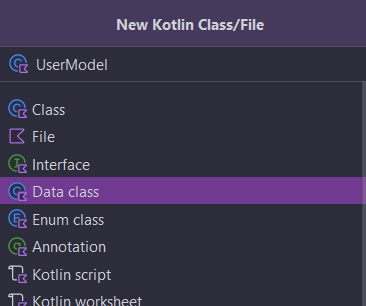 New Kotlin Class/File
UserModel
Class
File
Interface
Data class
Enum class
Annotation
Kotlin script
Kotlin worksheet